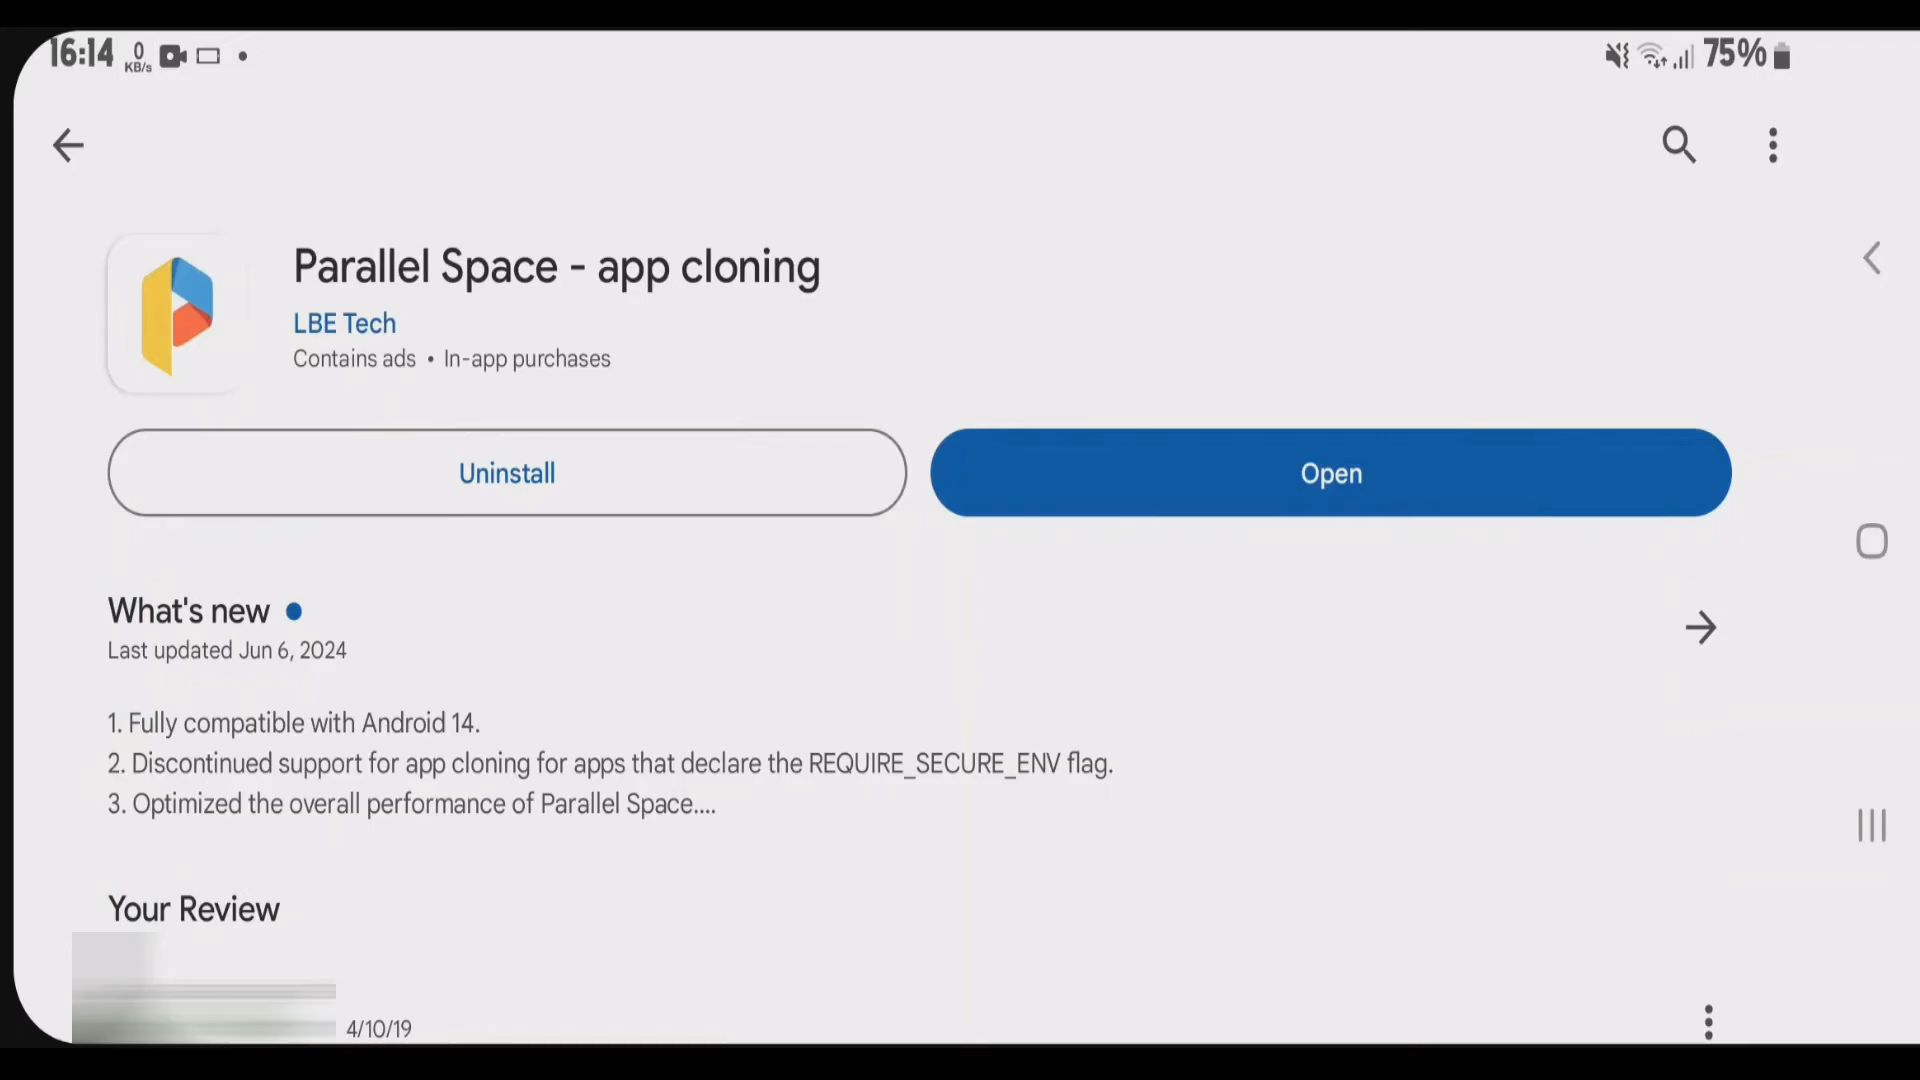 16:14 0 KB/s 75%
Parallel Space - app cloning
LBE Tech
Contains ads • In-app purchases
Uninstall
Open
What's new
Last updated Jun 6, 2024
1. Fully compatible with Android 14.
2. Discontinued support for app cloning for apps that declare the REQUIRE_SECURE_ENV flag.
3. Optimized the overall performance of Parallel Space....
Your Review
4/10/19